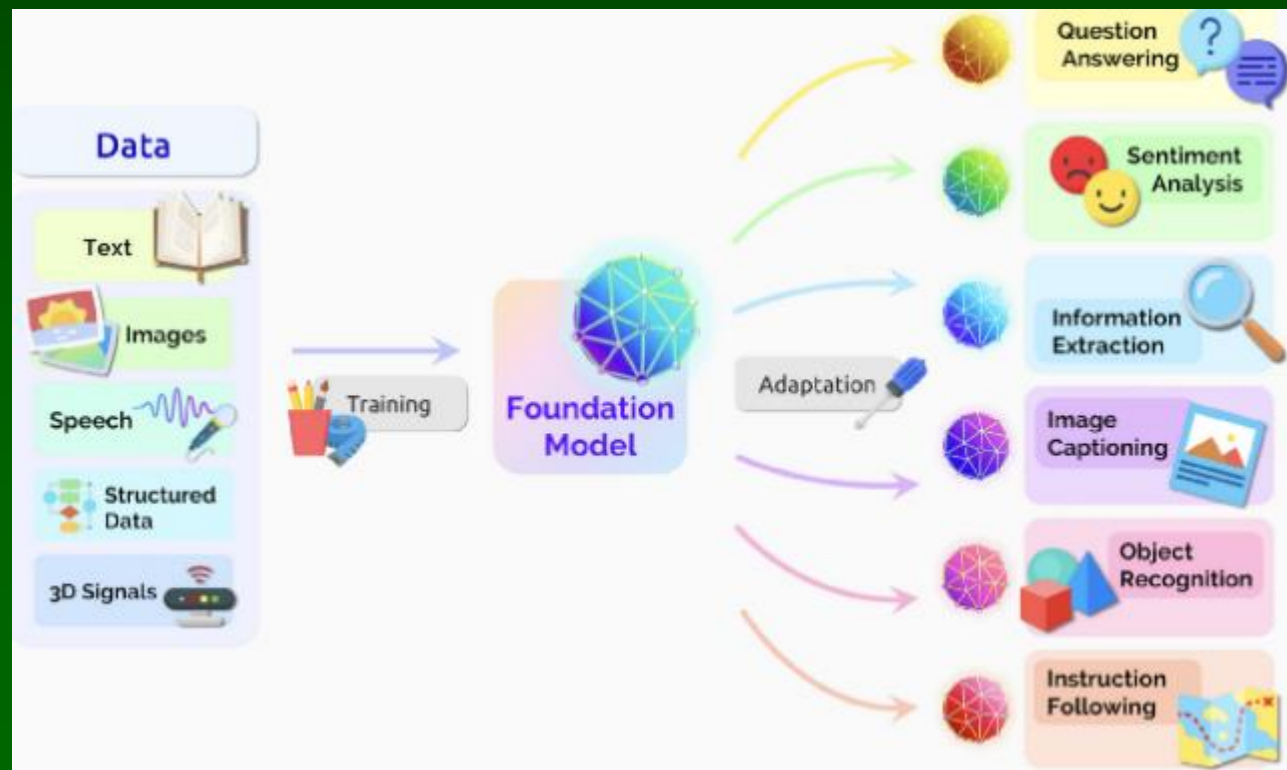 Data
Text
Images
Speech
Structured
Data
3D Signals
Training
Foundation
Model
Adaptation
Question
Answering
?
Sentiment
Analysis
Information
Extraction
Image
Captioning
Object
Recognition
Instruction
Following